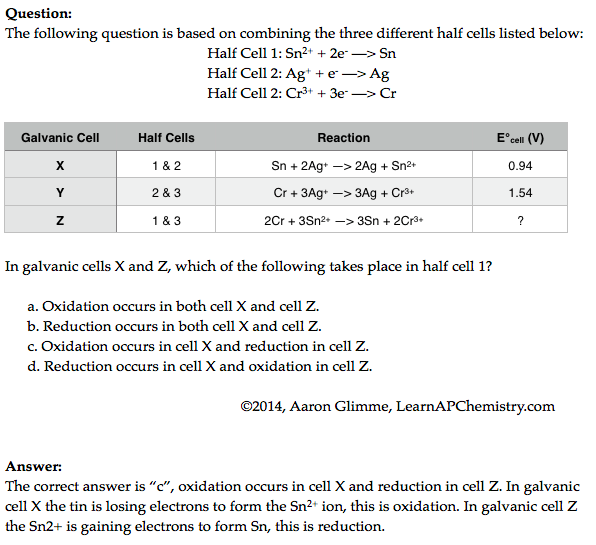 Question:
The following question is based on combining the three different half cells listed below:
Half Cell 1: Sn²⁺ + 2e⁻ —> Sn
Half Cell 2: Ag⁺ + e⁻ —> Ag
Half Cell 2: Cr³⁺ + 3e⁻ —> Cr
Galvanic Cell Half Cells Reaction E°cell (V)
X 1 & 2 Sn + 2Ag⁺ —> 2Ag + Sn²⁺ 0.94
Y 2 & 3 Cr + 3Ag⁺ —> 3Ag + Cr³⁺ 1.54
Z 1 & 3 2Cr + 3Sn²⁺ —> 3Sn + 2Cr³⁺ ?
In galvanic cells X and Z, which of the following takes place in half cell 1?
a. Oxidation occurs in both cell X and cell Z.
b. Reduction occurs in both cell X and cell Z.
c. Oxidation occurs in cell X and reduction in cell Z.
d. Reduction occurs in cell X and oxidation in cell Z.
©2014, Aaron Glimme, LearnAPChemistry.com
Answer:
The correct answer is “c”, oxidation occurs in cell X and reduction in cell Z. In galvanic
cell X the tin is losing electrons to form the Sn²⁺ ion, this is oxidation. In galvanic cell Z
the Sn2+ is gaining electrons to form Sn, this is reduction.